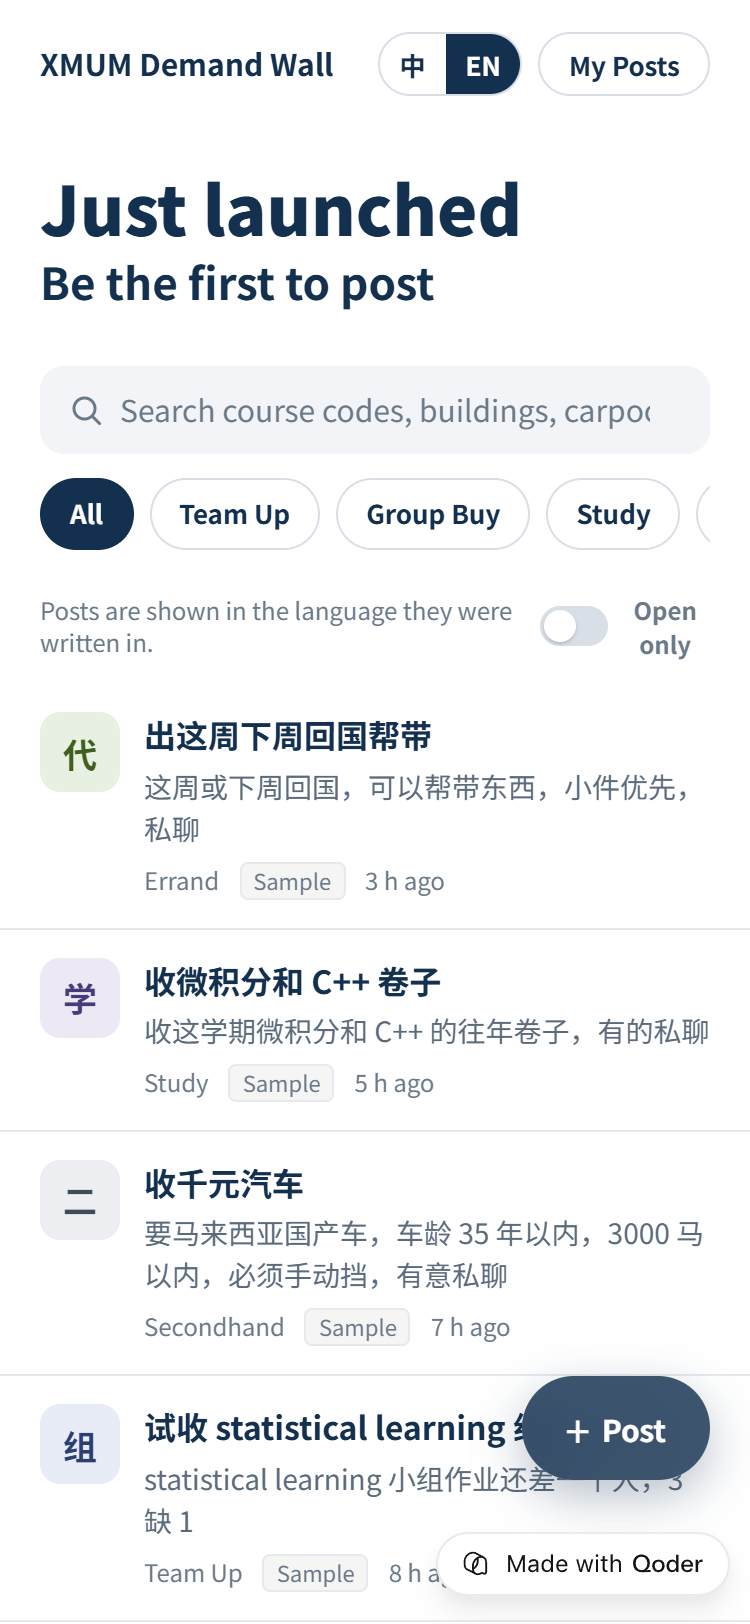 XMUM Demand Wall
中 EN
My Posts
Just launched
Be the first to post
Search course codes, buildings,
All Team Up Group Buy Study
Posts are shown in the language they were
written in.
Open
only
代
出这周下周回国帮带
这周或下周回国，可以帮带东西，小件优先，
私聊
Errand Sample 3 h ago
学
收微积分和 C++ 卷子
收这学期微积分和 C++ 的往年卷子，有的私聊
Study Sample 5 h ago
二
收千元汽车
要马来西亚国产车，车龄 35 年以内，3000 马
以内，必须手动挡，有意私聊
Secondhand Sample 7 h ago
组
试收 statistical learning
+ Post
statistical learning 小组作业还差一个人，3
缺 1
Team Up Sample 8 h
Made with Qoder